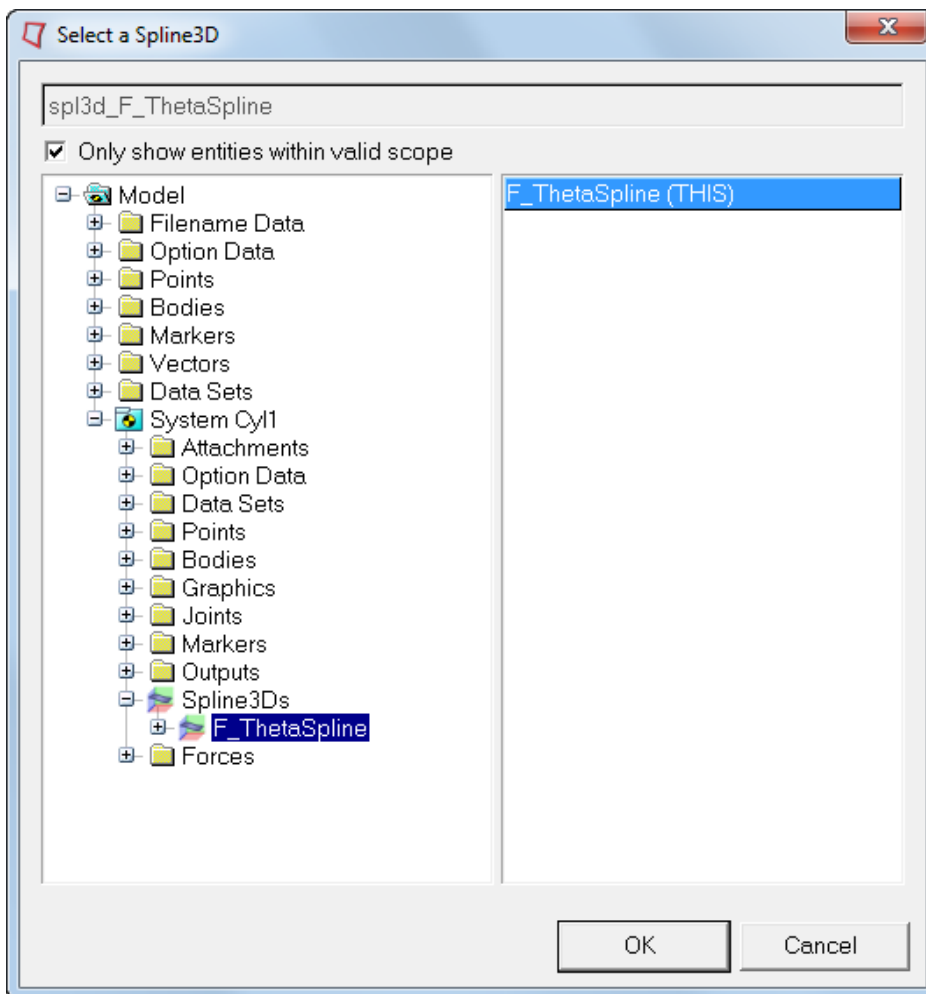 Select a Spline3D
spl3d_F_ThetaSpline
Only show entities within valid scope
Model
Filename Data
Option Data
Points
Bodies
Markers
Vectors
Data Sets
System Cyl1
Attachments
Option Data
Data Sets
Points
Bodies
Graphics
Joints
Markers
Outputs
Spline3Ds
F_ThetaSpline
Forces
F_ThetaSpline (THIS)
OK
Cancel